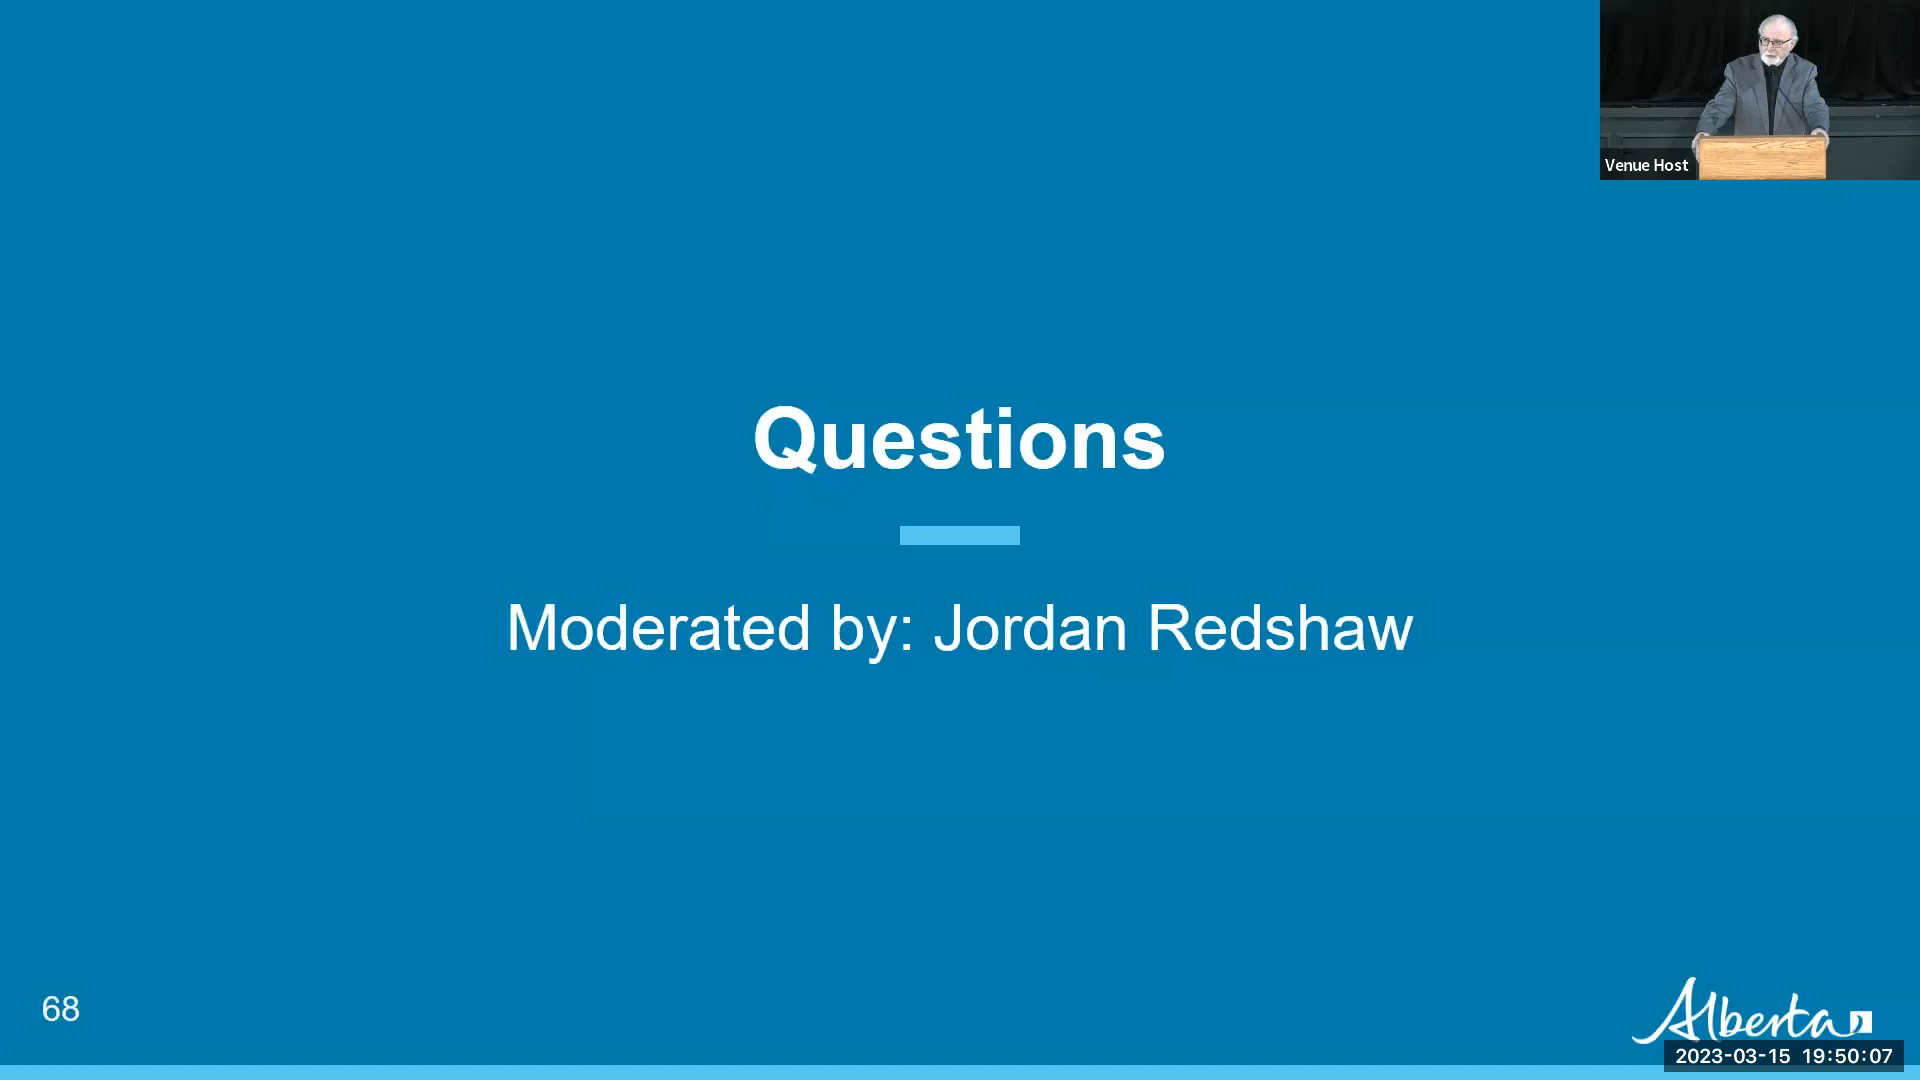 Venue Host
Questions
Moderated by: Jordan Redshaw
68
Alberta
2023-03-15 19:50:07